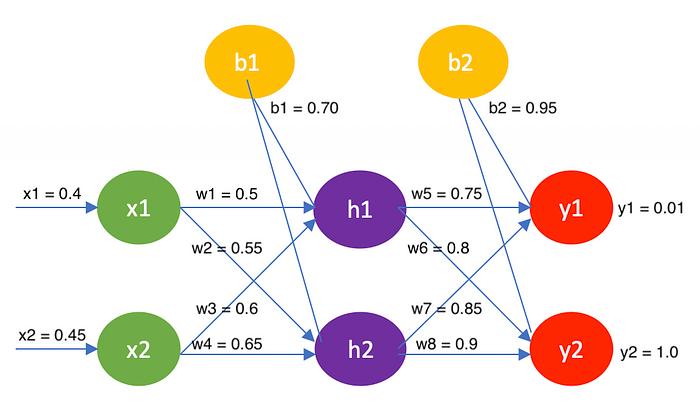 b1
b2
b1 = 0.70
b2 = 0.95
x1 = 0.4
x1
w1 = 0.5
h1
w5 = 0.75
y1
y1 = 0.01
w2 = 0.55
w6 = 0.8
w3 = 0.6
w7 = 0.85
x2 = 0.45
x2
w4 = 0.65
h2
w8 = 0.9
y2
y2 = 1.0